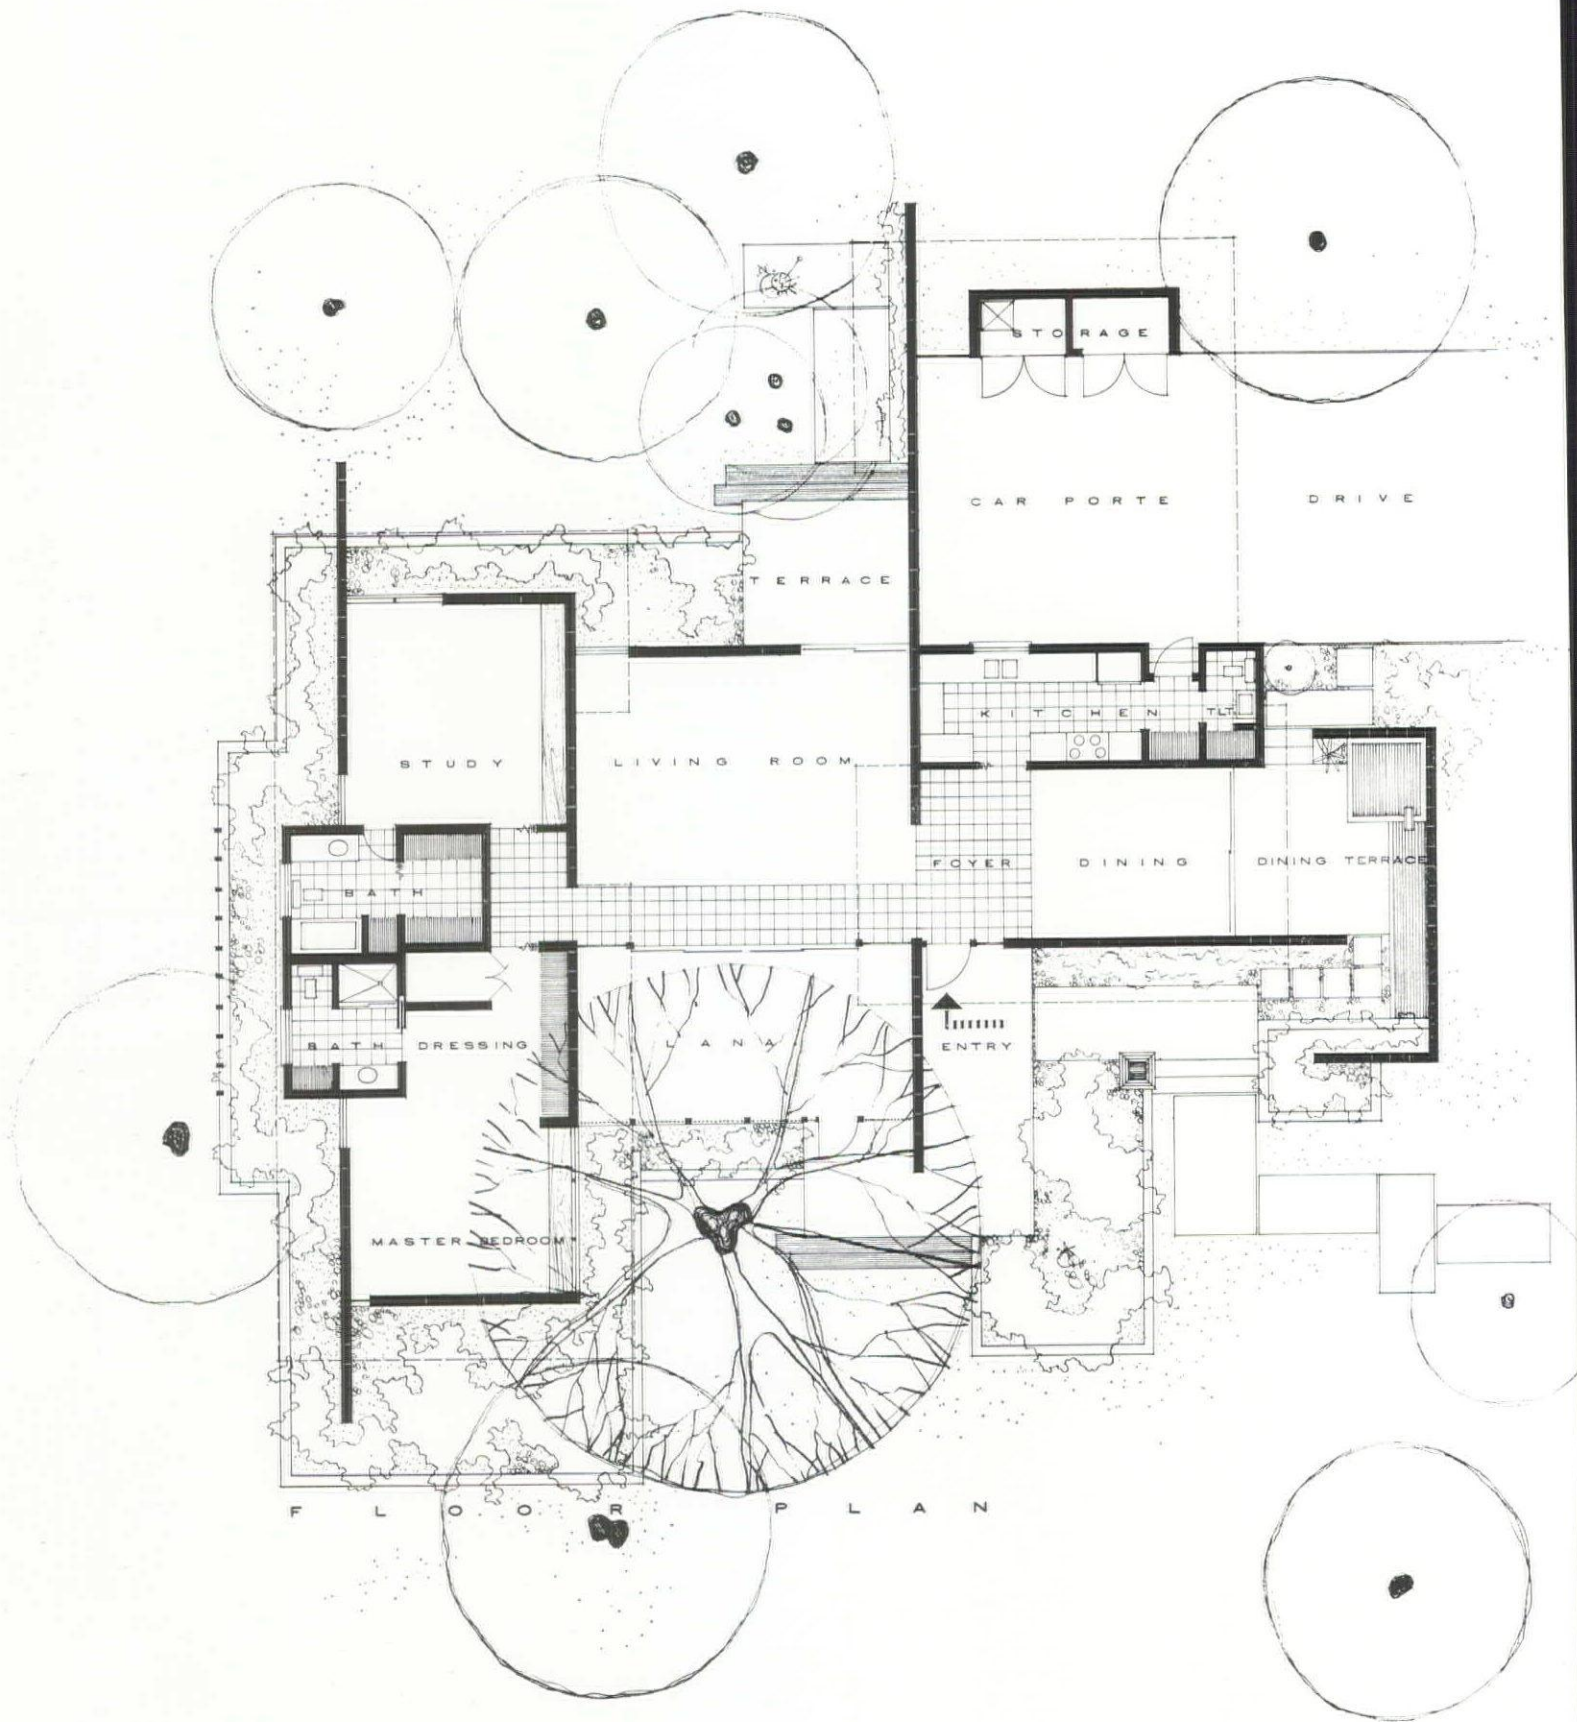 STORAGE
CAR PORTE
DRIVE
TERRACE
KITCHEN
TLT
STUDY
LIVING ROOM
FOYER
DINING
DINING TERRACE
BATH
BATH
DRESSING
LANA
ENTRY
MASTER BEDROOM
FLOOR PLAN